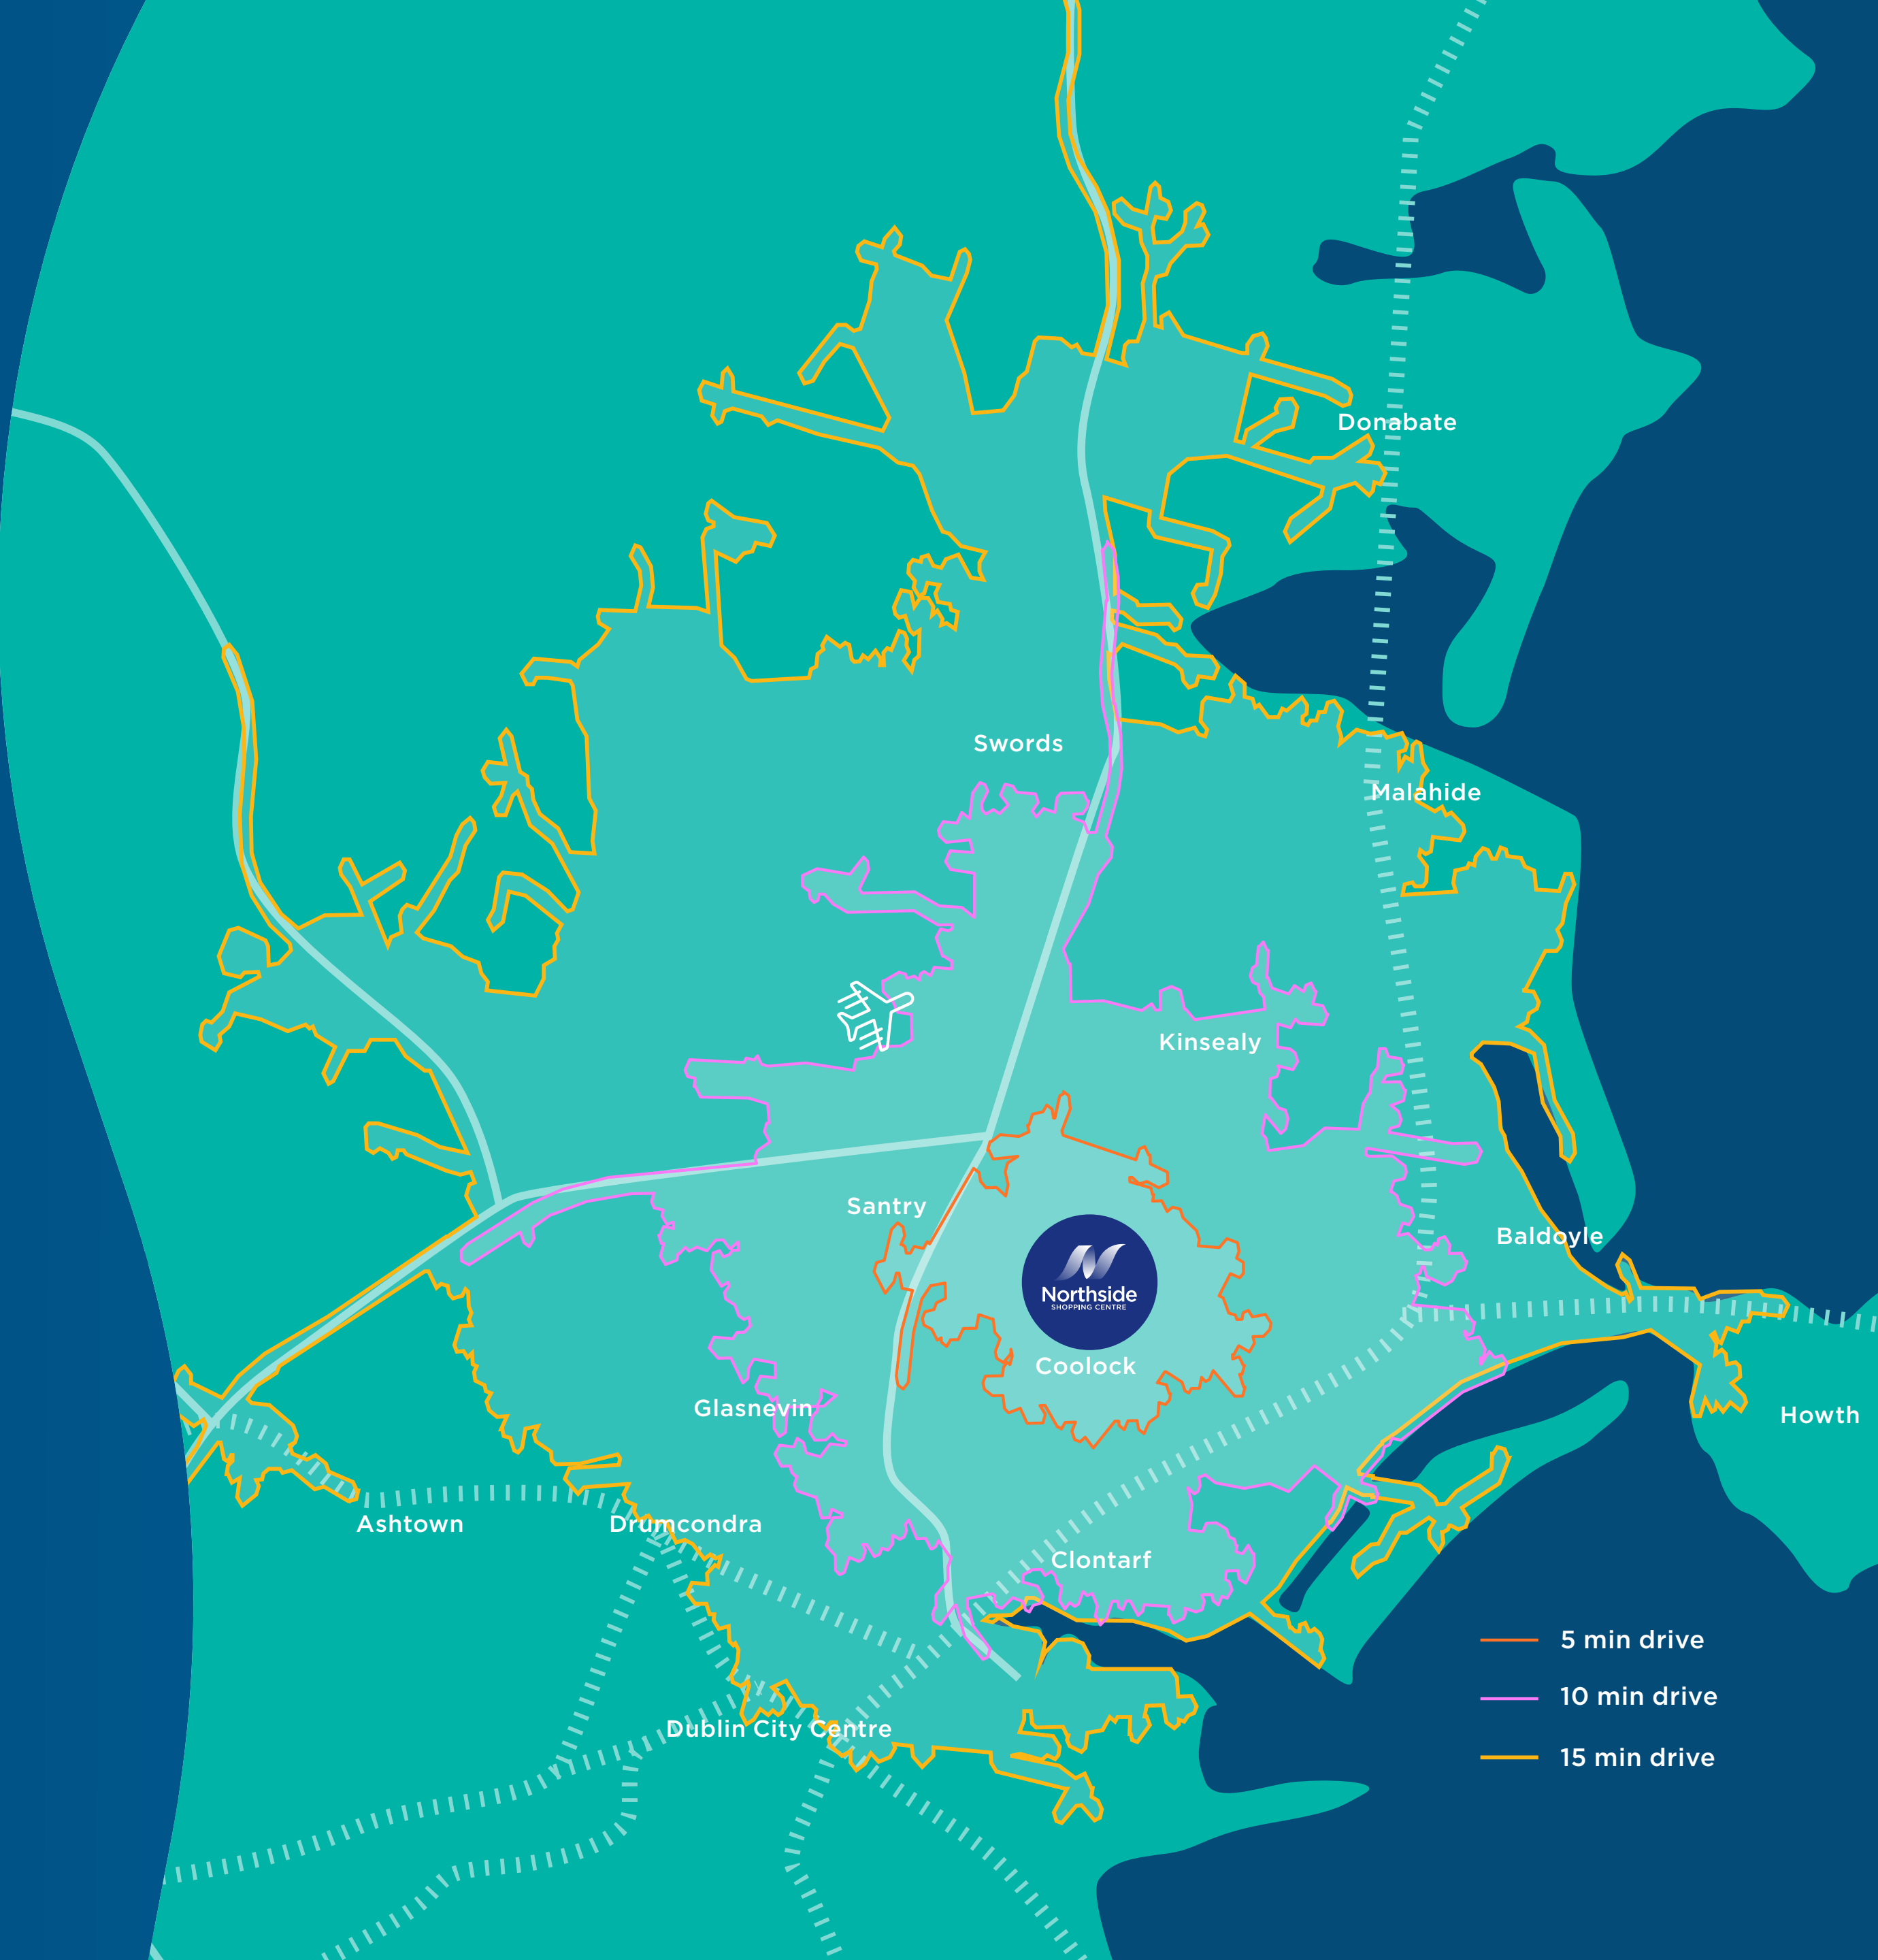 Donabate
Swords
Malahide
Kinsealy
Santry
Baldoyle
Northside
SHOPPING CENTRE
Coolock
Glasnevin
Howth
Ashtown
Drumcondra
Clontarf
5 min drive
10 min drive
Dublin City Centre
15 min drive